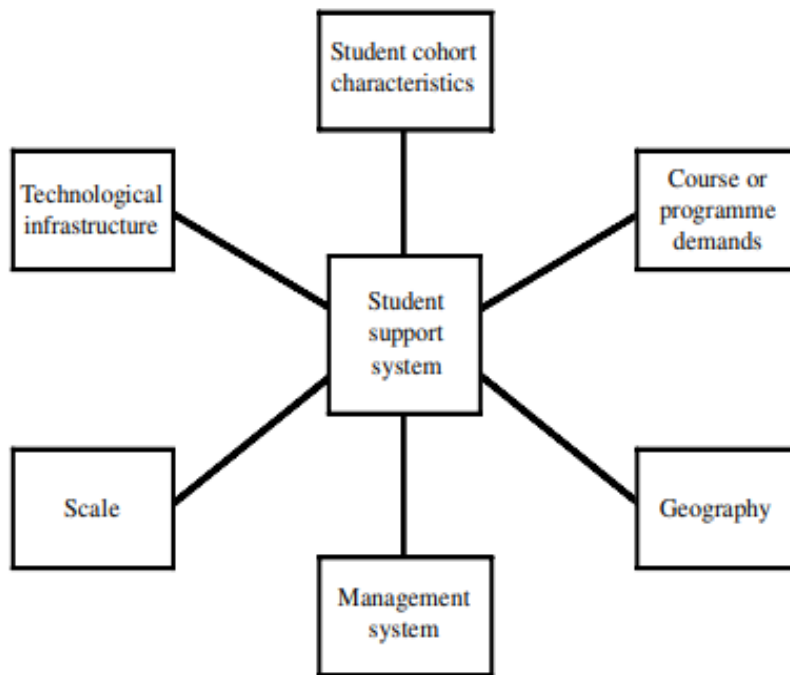 Student cohort
characteristics
Technological
infrastructure
Course or
programme
demands
Student
support
system
Scale
Geography
Management
system